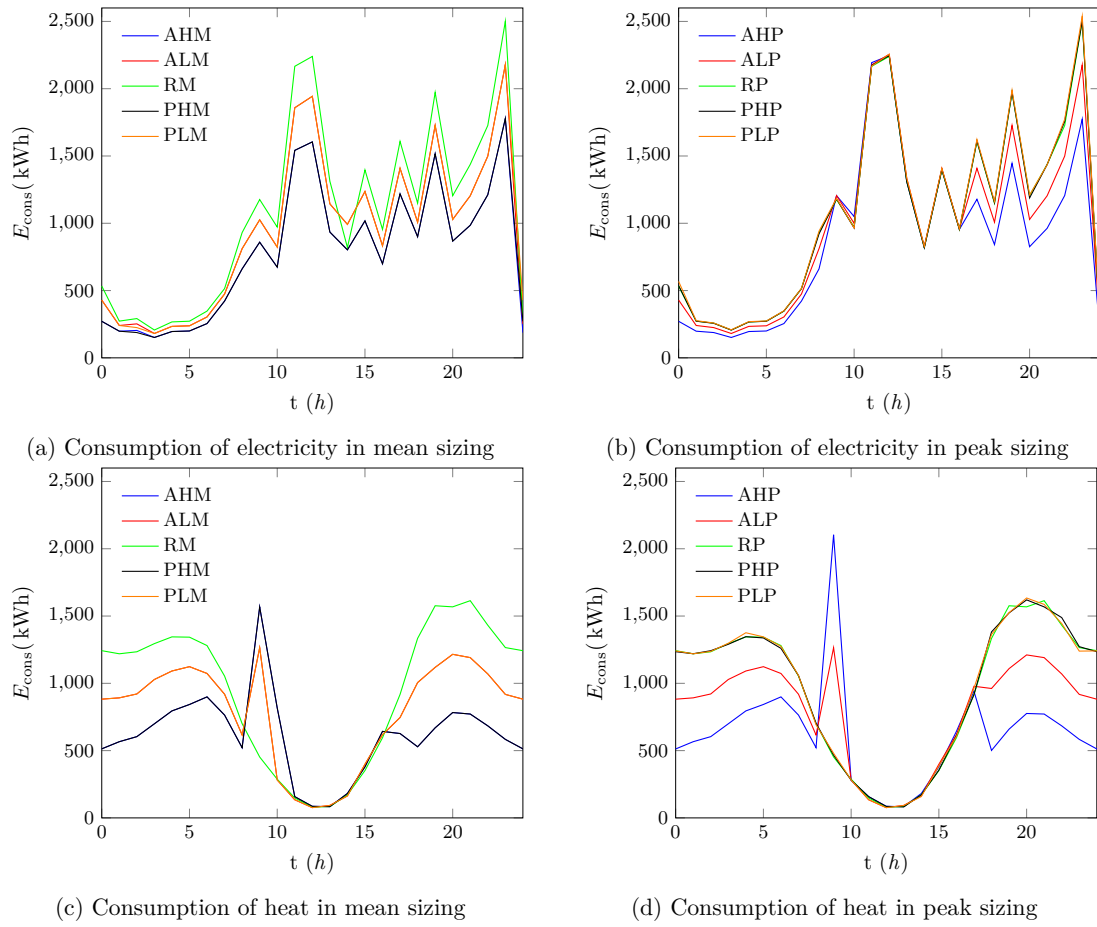 2,500
2,000
1,500
1,000
500
0
E_cons(kWh)
AHM
ALM
RM
PHM
PLM
0 5 10 15 20
t (h)
(a) Consumption of electricity in mean sizing
2,500
2,000
1,500
1,000
500
0
E_cons(kWh)
AHP
ALP
RP
PHP
PLP
0 5 10 15 20
t (h)
(b) Consumption of electricity in peak sizing
2,500
2,000
1,500
1,000
500
0
E_cons(kWh)
AHM
ALM
RM
PHM
PLM
0 5 10 15 20
t (h)
(c) Consumption of heat in mean sizing
2,500
2,000
1,500
1,000
500
0
E_cons(kWh)
AHP
ALP
RP
PHP
PLP
0 5 10 15 20
t (h)
(d) Consumption of heat in peak sizing